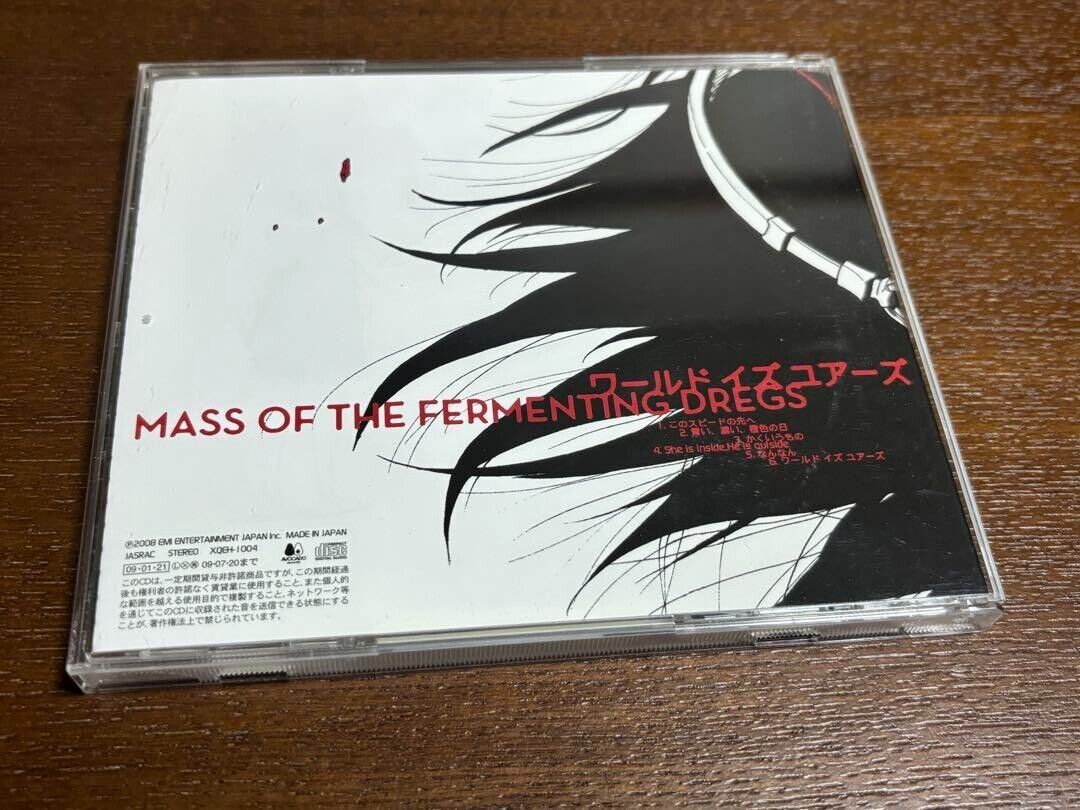 ワールド イズ ユアーズ
MASS OF THE FERMENTING DREGS
1. このスピードの先へ
2. 青い、濃い、橙色の日
3. かくいうもの
4. She is inside,He is outside
5. なんなん
6. ワールド イズ ユアーズ
℗2008 EMI ENTERTAINMENT JAPAN Inc. MADE IN JAPAN
JASRAC STEREO XQEH-1004
AVOCADO
COMPACT disc DIGITAL AUDIO
09・01・21 Ⓛ Ⓧ 09・07・20まで
このCDは、一定期間貸与非許諾商品ですが、この期間経過
後も権利者の許諾なく賃貸業に使用すること、また個人的
な範囲を越える使用目的で複製すること、ネットワーク等
を通じてこのCDに収録された音を送信できる状態にする
ことが、著作権法上で禁じられています。